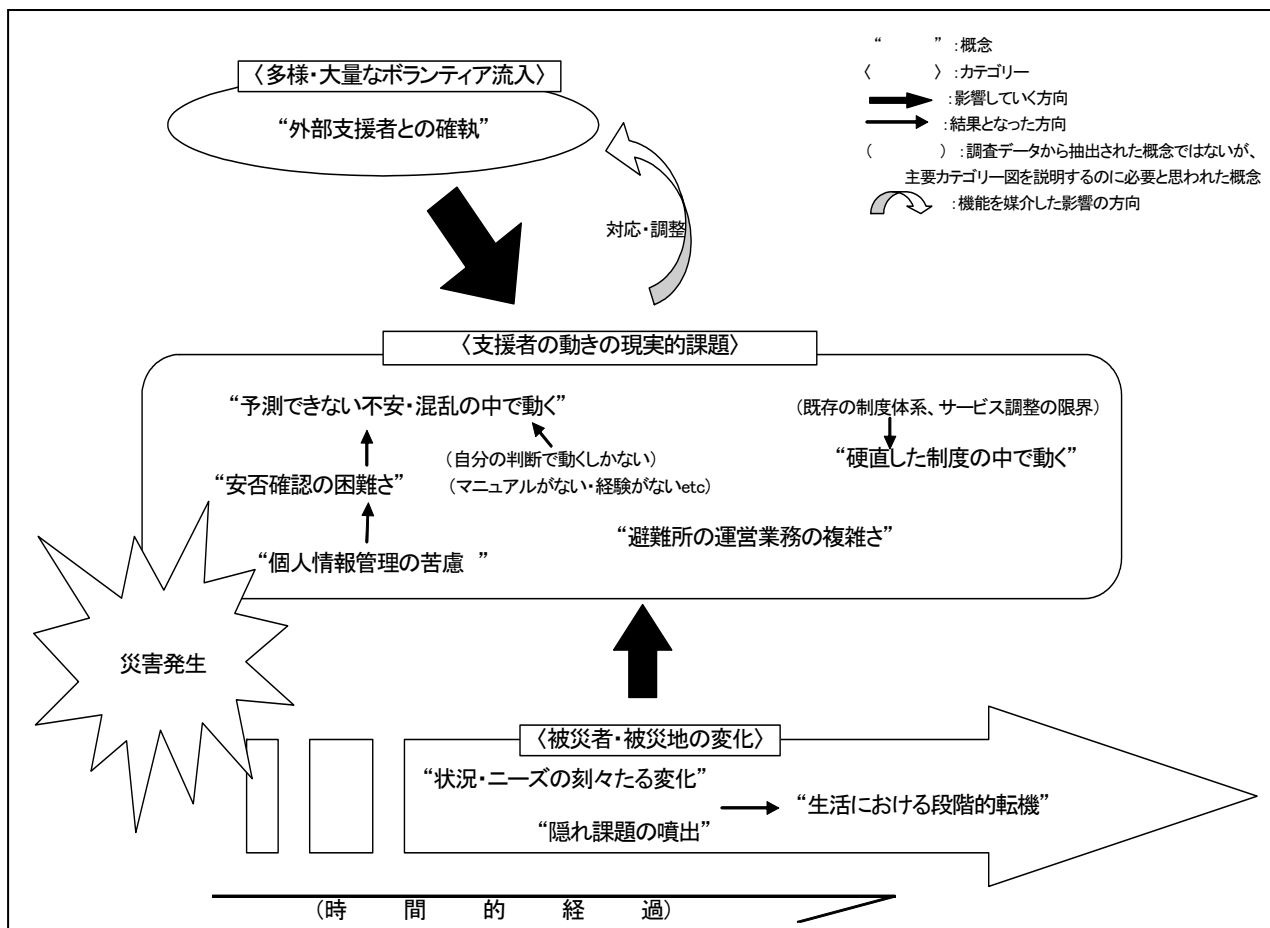 〈多様・大量なボランティア流入〉
“外部支援者との確執”
“　　　” :概念
〈　　　〉:カテゴリー
:影響していく方向
:結果となった方向
(　　　) :調査データから抽出された概念ではないが、
主要カテゴリー図を説明するのに必要と思われた概念
:機能を媒介した影響の方向
対応・調整
〈支援者の動きの現実的課題〉
“予測できない不安・混乱の中で動く”
(既存の制度体系、サービス調整の限界)
(自分の判断で動くしかない)
(マニュアルがない・経験がないetc)
“硬直した制度の中で動く”
“安否確認の困難さ”
“避難所の運営業務の複雑さ”
“個人情報管理の苦慮　”
災害発生
〈被災者・被災地の変化〉
“状況・ニーズの刻々たる変化”
“生活における段階的転機”
“隠れ課題の噴出”
(時　間　的　経　過)